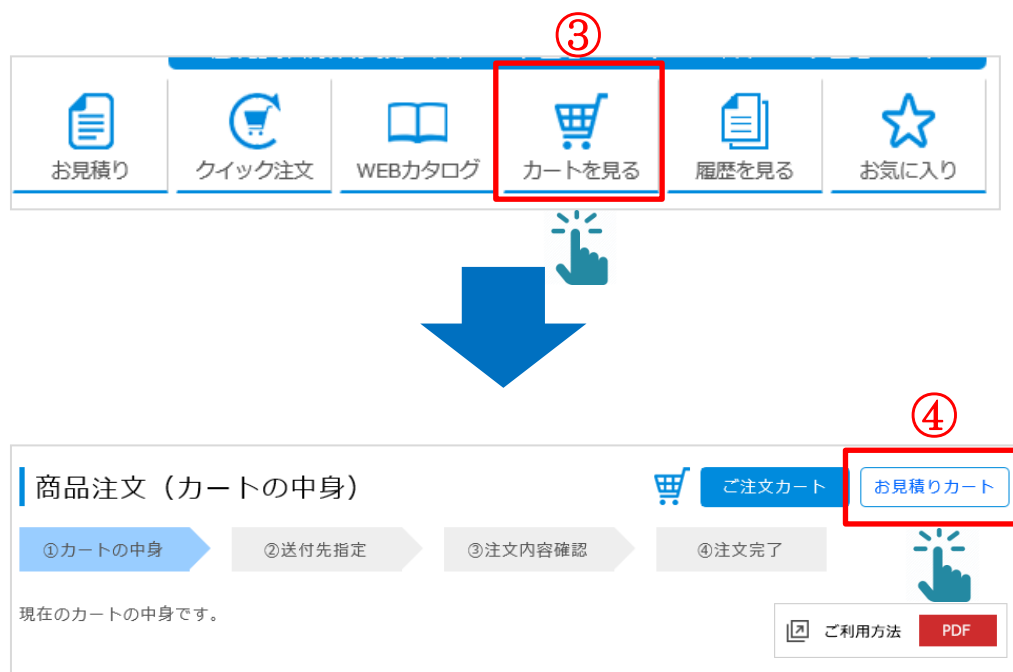 ③
お見積り
クイック注文
WEBカタログ
カートを見る
履歴を見る
お気に入り
④
商品注文（カートの中身）
ご注文カート
お見積りカート
①カートの中身
②送付先指定
③注文内容確認
④注文完了
現在のカートの中身です。
ご利用方法
PDF